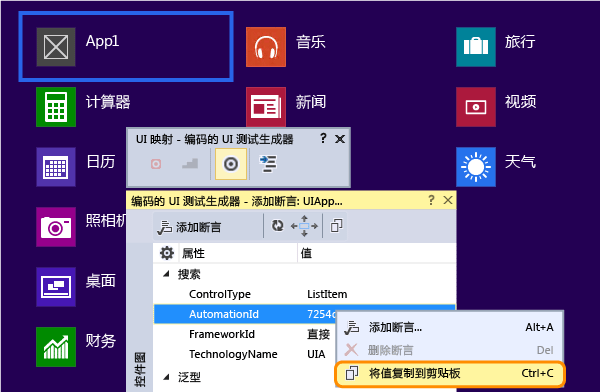 App1
音乐
旅行
计算器
新闻
视频
UI 映射 - 编码的 UI 测试生成器
日历
天气
编码的 UI 测试生成器 - 添加断言: UIApp...
添加断言
照相机
属性 值
搜索
桌面
ControlType ListItem
AutomationId 7254c
添加断言... Alt+A
FrameworkId 直接
删除断言 Del
财务
TechnologyName UIA
将值复制到剪贴板 Ctrl+C
控件图
泛型